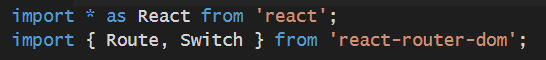 import * as React from 'react';
import { Route, Switch } from 'react-router-dom';